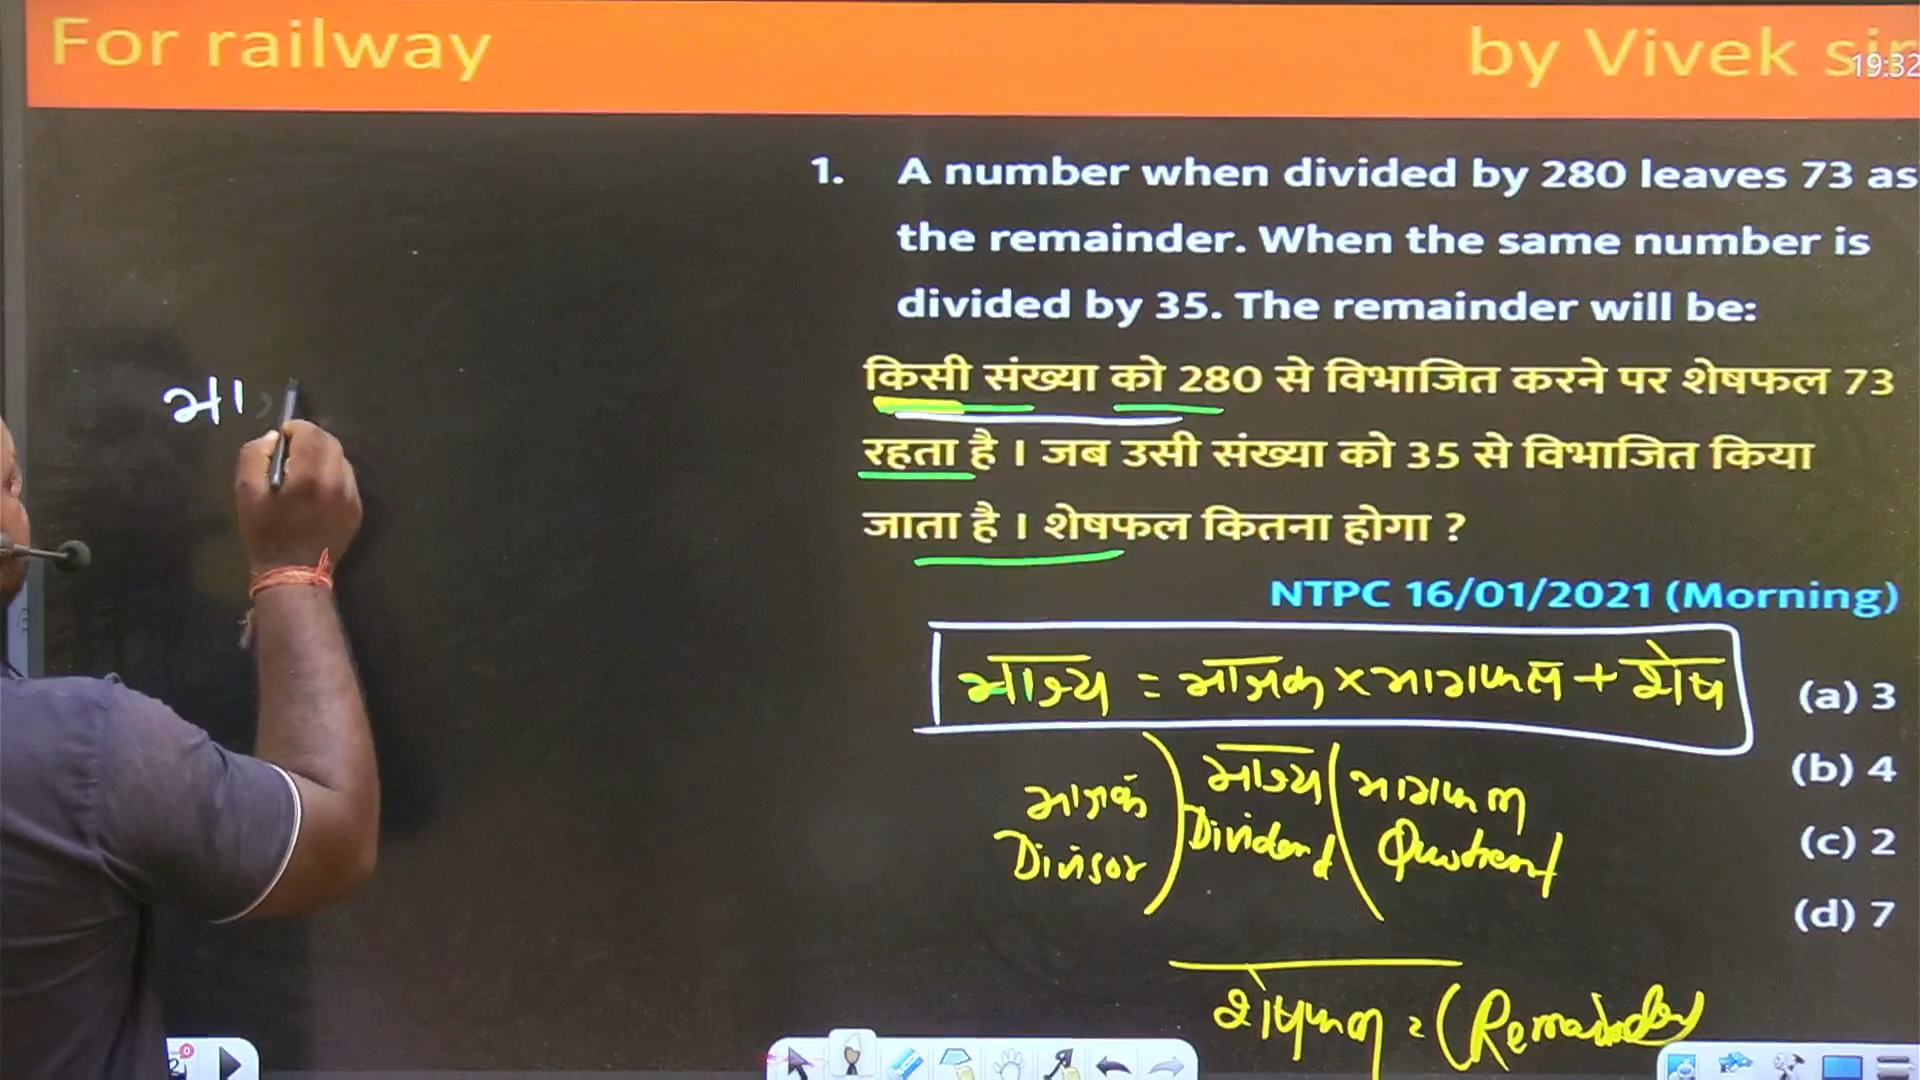 For railway by Vivek sir
19:32
1. A number when divided by 280 leaves 73 as
the remainder. When the same number is
divided by 35. The remainder will be:
किसी संख्या को 280 से विभाजित करने पर शेषफल 73
रहता है । जब उसी संख्या को 35 से विभाजित किया
जाता है । शेषफल कितना होगा ?
NTPC 16/01/2021 (Morning)
भाज्य = भाजक × भागफल + शेष
(a) 3
(b) 4
(c) 2
(d) 7
भाजक ) भाज्य ( भागफल
Divisor Dividend Quotient
शेषफल = (Remainder
भा